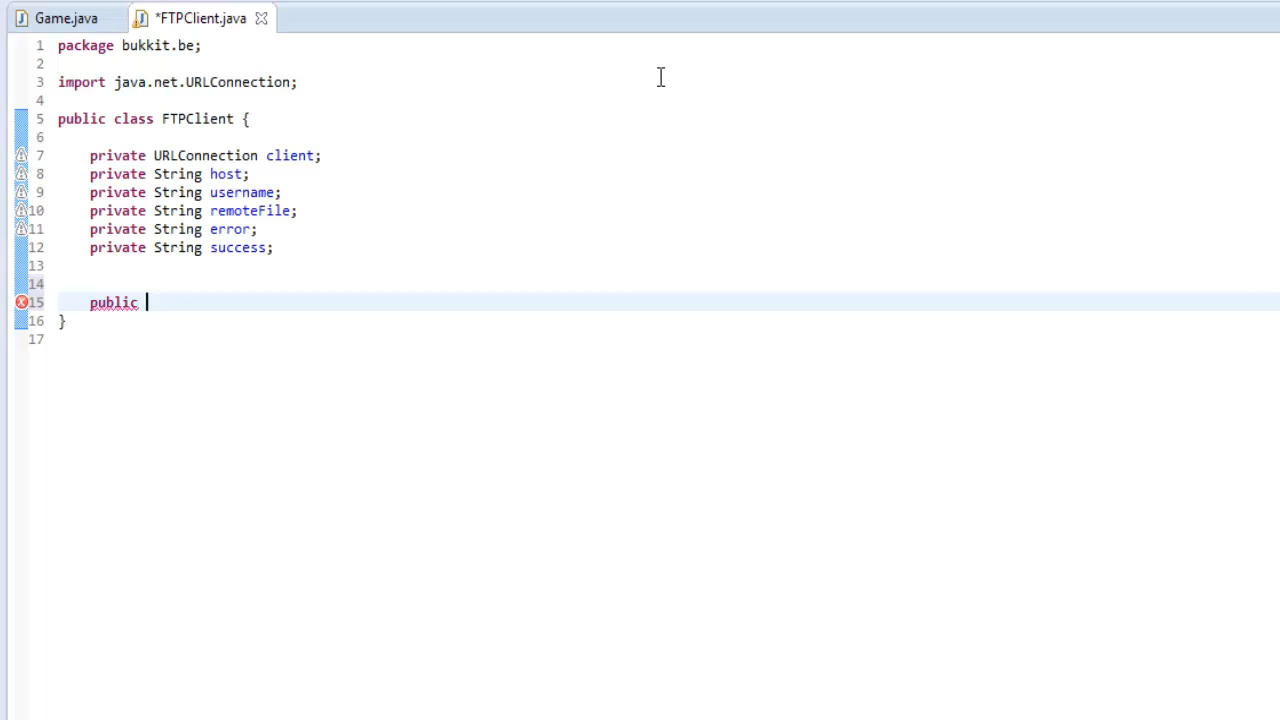 Game.java
*FTPClient.java
1 package bukkit.be;
2
3 import java.net.URLConnection;
4
5 public class FTPClient {
6
7 private URLConnection client;
8 private String host;
9 private String username;
10 private String remoteFile;
11 private String error;
12 private String success;
13
14
15 public
16 }
17